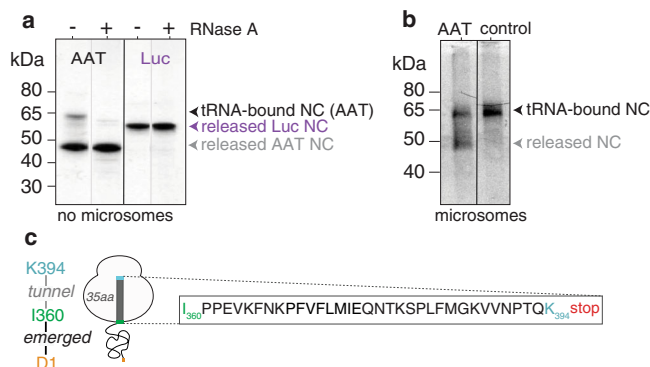 a
- + - + RNase A
kDa AAT Luc
80
65
50
40
30
tRNA-bound NC (AAT)
released Luc NC
released AAT NC
no microsomes
b
AAT control
kDa
80
65
50
40
tRNA-bound NC
released NC
microsomes
c
K394
tunnel
I360
emerged
D1
35aa
I360PPEVKFNKPFVFLMIEQNTKSPLFMGKVVNPTQK394stop